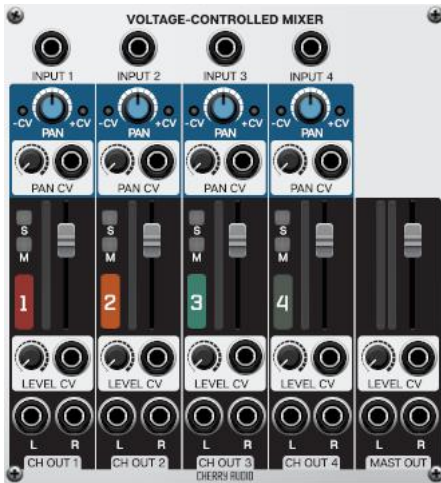 VOLTAGE-CONTROLLED MIXER
INPUT 1 INPUT 2 INPUT 3 INPUT 4
-CV +CV -CV +CV -CV +CV -CV +CV
PAN PAN PAN PAN
PAN CV PAN CV PAN CV PAN CV
S S S S
M M M M
1 2 3 4
LEVEL CV LEVEL CV LEVEL CV LEVEL CV LEVEL CV
L R L R L R L R L R
CH OUT 1 CH OUT 2 CH OUT 3 CH OUT 4 MAST OUT
CHERRY AUDIO